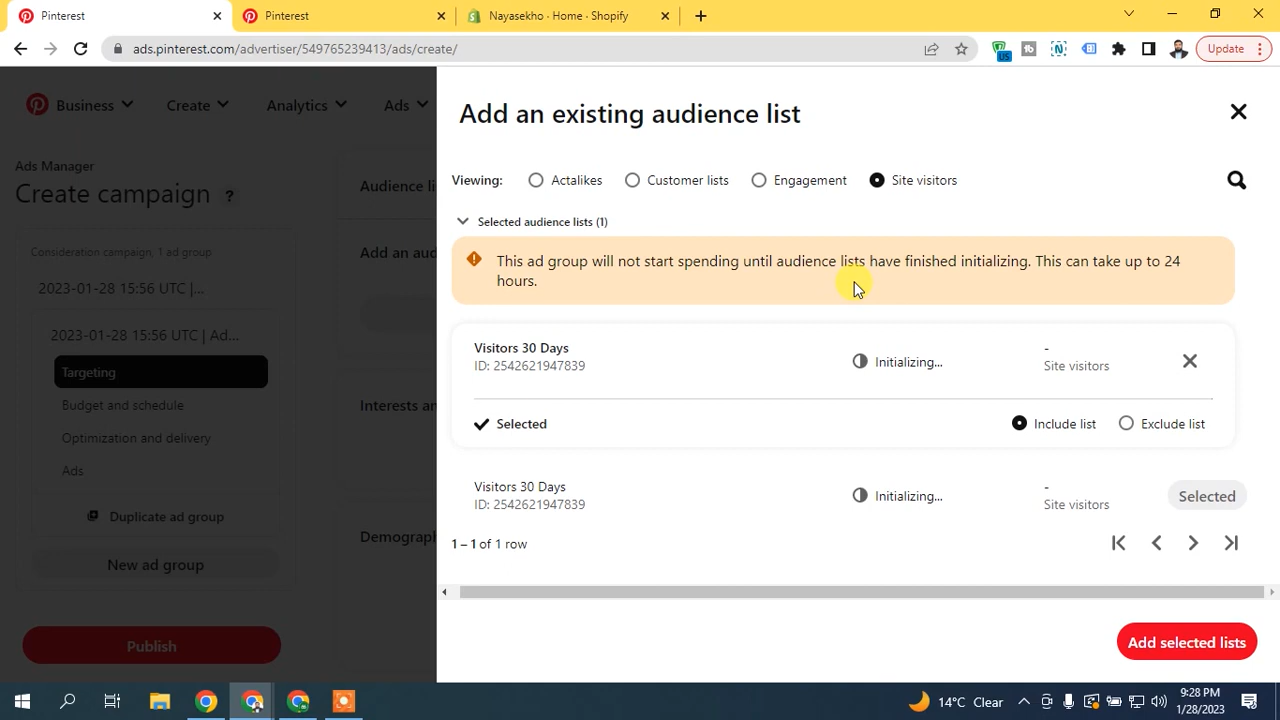 Pinterest
Pinterest
Nayasekho · Home · Shopify
ads.pinterest.com/advertiser/549765239413/ads/create/
US
Update
Business
Create
Analytics
Ads
Ads Manager
Create campaign ?
Consideration campaign, 1 ad group
2023-01-28 15:56 UTC |...
2023-01-28 15:56 UTC | Ad...
Targeting
Budget and schedule
Optimization and delivery
Ads
Duplicate ad group
New ad group
Publish
Audience li
Add an aud
Interests an
Demograph
Add an existing audience list
Viewing: Actalikes Customer lists Engagement Site visitors
Selected audience lists (1)
This ad group will not start spending until audience lists have finished initializing. This can take up to 24
hours.
Visitors 30 Days
ID: 2542621947839
Initializing...
-
Site visitors
Selected
Include list Exclude list
Visitors 30 Days
ID: 2542621947839
Initializing...
-
Site visitors
Selected
1 – 1 of 1 row
Add selected lists
14°C Clear
9:28 PM
1/28/2023